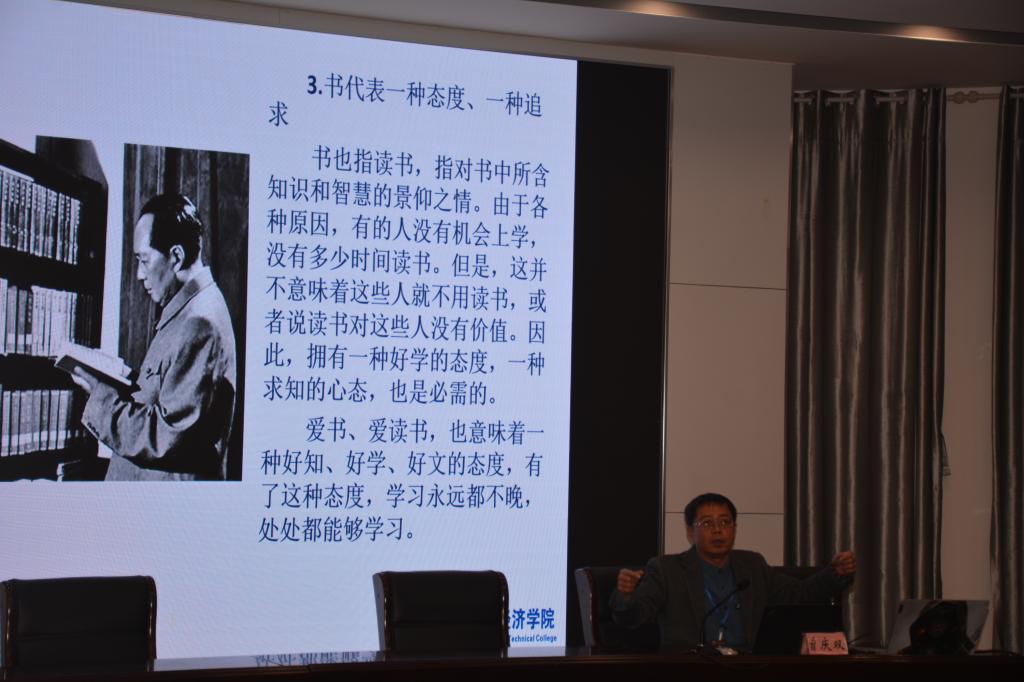 3.书代表一种态度、一种追
求
书也指读书，指对书中所含
知识和智慧的景仰之情。由于各
种原因，有的人没有机会上学，
没有多少时间读书。但是，这并
不意味着这些人就不用读书，或
者说读书对这些人没有价值。因
此，拥有一种好学的态度，一种
求知的心态，也是必需的。
爱书、爱读书，也意味着一
种好知、好学、好文的态度，有
了这种态度，学习永远都不晚，
处处都能够学习。
济学院
Technical College